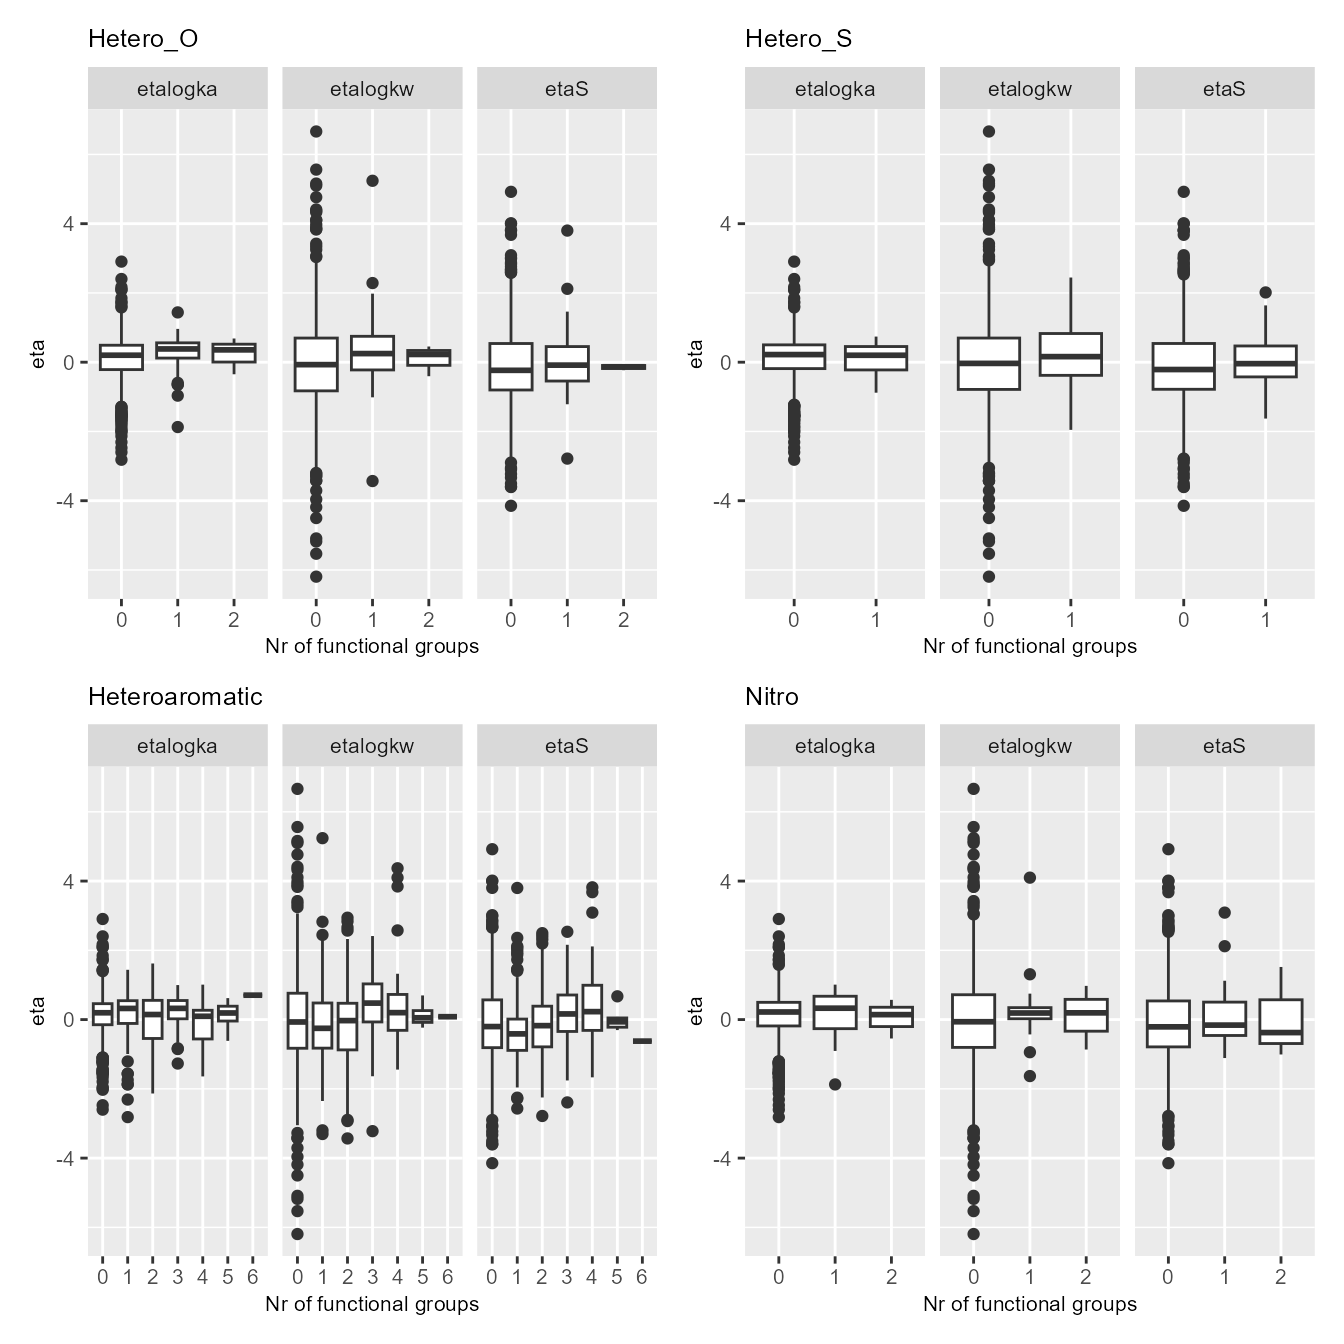 Hetero_O
etalogka etalogkw etaS
eta
4
0
-4
0 1 2 0 1 2 0 1 2
Nr of functional groups
Hetero_S
etalogka etalogkw etaS
eta
4
0
-4
0 1 0 1 0 1
Nr of functional groups
Heteroaromatic
etalogka etalogkw etaS
eta
4
0
-4
0 1 2 3 4 5 6 0 1 2 3 4 5 6 0 1 2 3 4 5 6
Nr of functional groups
Nitro
etalogka etalogkw etaS
eta
4
0
-4
0 1 2 0 1 2 0 1 2
Nr of functional groups